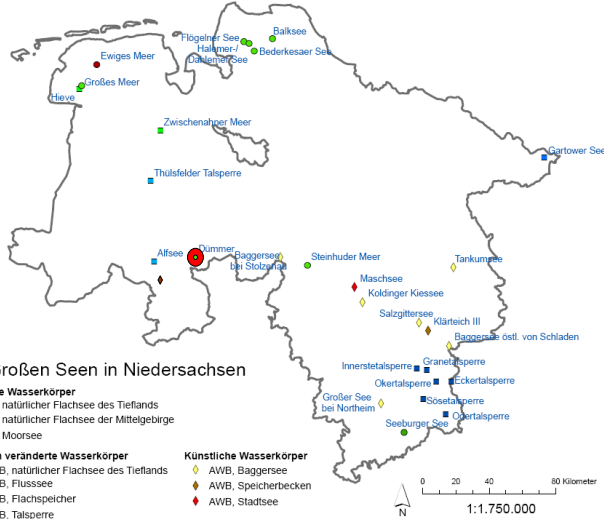 Balksee
Flögelner See
Halemer-/
Dahlemer See
Bederkesaer See
Ewiges Meer
Großes Meer
Hieve
Zwischenahner Meer
Gartower See
Thülsfelder Talsperre
Dümmer
Alfsee
Baggersee
bei Stolzenau
Steinhuder Meer
Tankumsee
Maschsee
Koldinger Kiessee
Salzgittersee
Klärteich III
Baggersee östl. von Schladen
Innerstetalsperre
Granetalsperre
Okertalsperre
Eckertalsperre
Großer See
bei Northeim
Sösetalsperre
Odertalsperre
Seeburger See
Großen Seen in Niedersachsen
e Wasserkörper
natürlicher Flachsee des Tieflands
natürlicher Flachsee der Mittelgebirge
Moorsee
veränderte Wasserkörper
B, natürlicher Flachsee des Tieflands
B, Flusssee
B, Flachspeicher
B, Talsperre
Künstliche Wasserkörper
AWB, Baggersee
AWB, Speicherbecken
AWB, Stadtsee
N
0 20 40 80 Kilometer
1:1.750.000